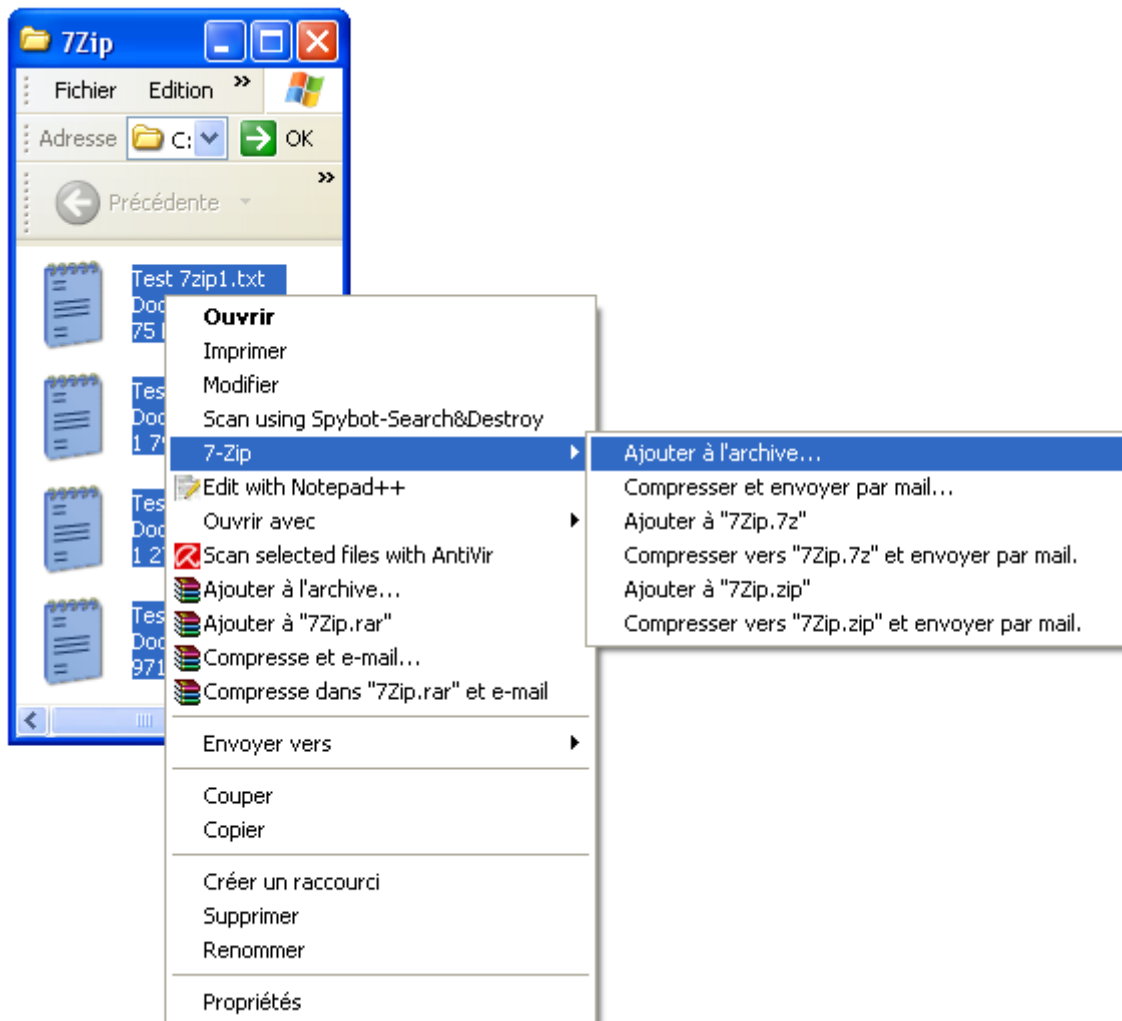 7Zip
Fichier Edition »
Adresse C: OK
Précédente »
Test 7zip1.txt
Ouvrir
Imprimer
Modifier
Scan using Spybot-Search&Destroy
7-Zip
Edit with Notepad++
Ouvrir avec
Scan selected files with AntiVir
Ajouter à l'archive...
Ajouter à "7Zip.rar"
Compresse et e-mail...
Compresse dans "7Zip.rar" et e-mail
Envoyer vers
Couper
Copier
Créer un raccourci
Supprimer
Renommer
Propriétés
Ajouter à l'archive...
Compresser et envoyer par mail...
Ajouter à "7Zip.7z"
Compresser vers "7Zip.7z" et envoyer par mail.
Ajouter à "7Zip.zip"
Compresser vers "7Zip.zip" et envoyer par mail.